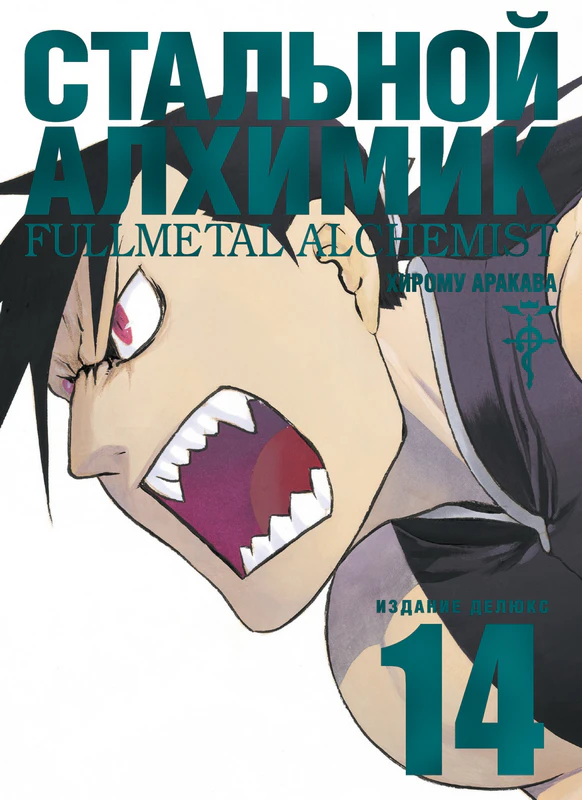 СТАЛЬНОЙ
АЛХИМИК
FULLMETAL ALCHEMIST
ХИРОМУ АРАКАВА
ИЗДАНИЕ ДЕЛЮКС
14